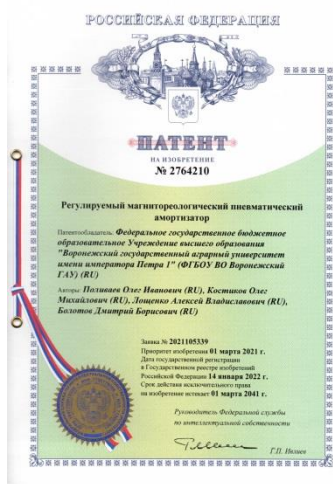 РОССИЙСКАЯ ФЕДЕРАЦИЯ
ПАТЕНТ
НА ИЗОБРЕТЕНИЕ
№ 2764210
Регулируемый магнитореологический пневматический
амортизатор
Патентообладатель: Федеральное государственное бюджетное
образовательное Учреждение высшего образования
"Воронежский государственный аграрный университет
имени императора Петра 1" (ФГБОУ ВО Воронежский
ГАУ) (RU)
Авторы: Поливаев Олег Иванович (RU), Костиков Олег
Михайлович (RU), Лощенко Алексей Владиславович (RU),
Болотов Дмитрий Борисович (RU)
Заявка № 2021105339
Приоритет изобретения 01 марта 2021 г.
Дата государственной регистрации
в Государственном реестре изобретений
Российской Федерации 14 января 2022 г.
Срок действия исключительного права
на изобретение истекает 01 марта 2041 г.
Руководитель Федеральной службы
по интеллектуальной собственности
Г.П. Ивлиев